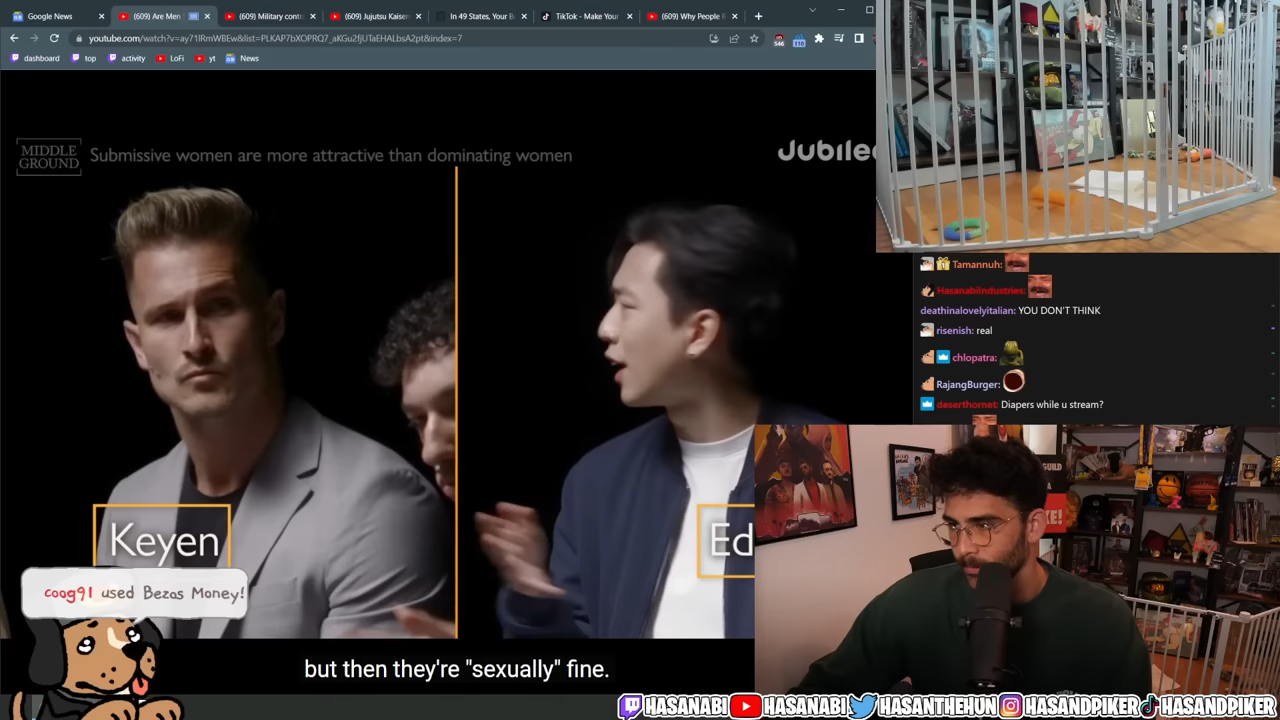 Google News
(609) Are Men
(609) Military contr
(609) Jujutsu Kaisen
In 49 States, Your B
TikTok - Make Your
(609) Why People F
youtube.com/watch?v=ay71lRmWBEw&list=PLKAP7bXOPRQ7_aKGu2fjUTaEHALbsA2pt&index=7
546
110
dashboard
top
activity
LoFi
yt
News
MIDDLE
GROUND
Submissive women are more attractive than dominating women
Jubilee
Tamannuh:
HasanabiIndustries:
deathinalovelyitalian: YOU DON'T THINK
risenish: real
chlopatra:
RajangBurger:
deserthornet: Diapers while u stream?
Keyen
Ed
coag91 used Bezos Money!
but then they're "sexually" fine.
HASANABI
HASANABI
HASANTHEHUN
HASANDPIKER
HASANDPIKER